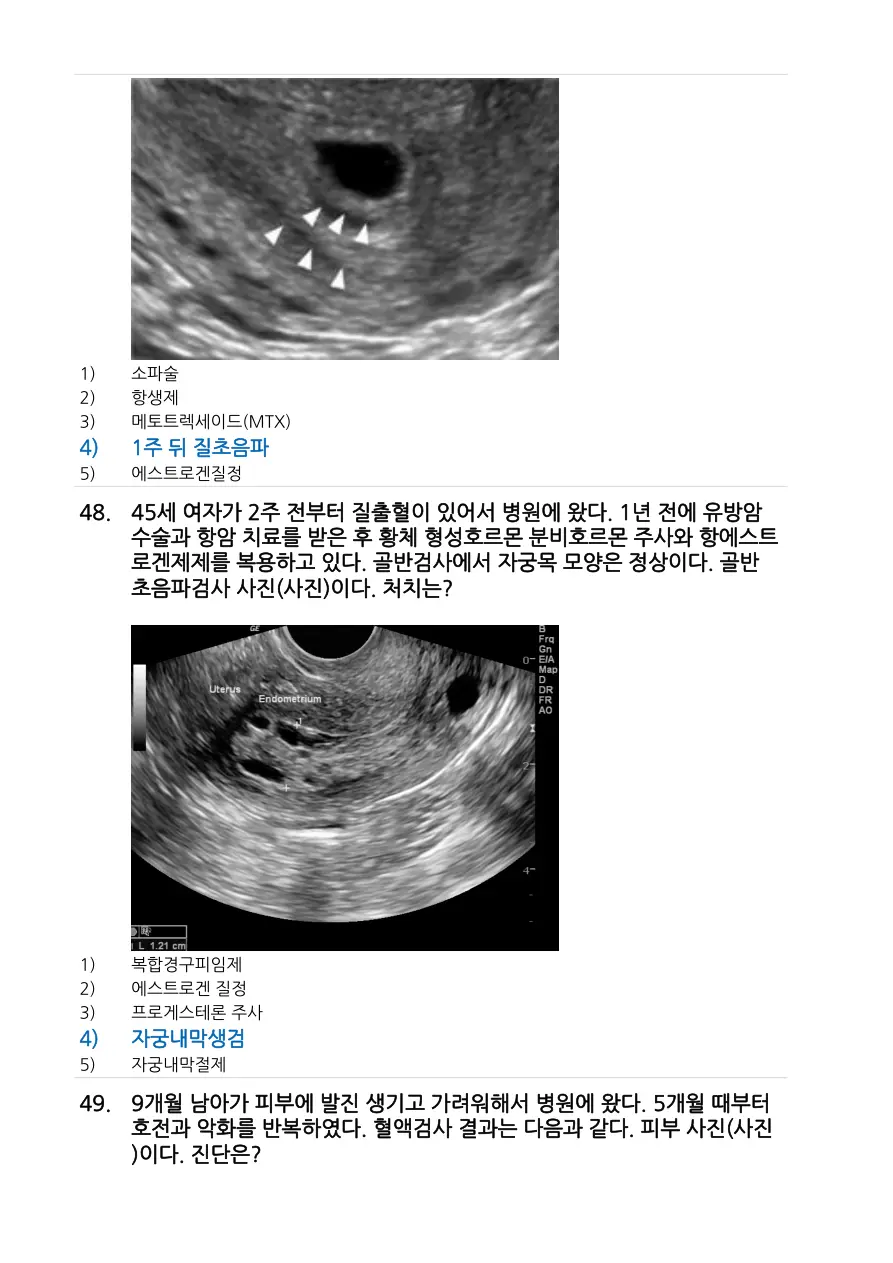 1) 소파술
2) 항생제
3) 메토트렉세이드(MTX)
4) 1주 뒤 질초음파
5) 에스트로겐질정
48. 45세 여자가 2주 전부터 질출혈이 있어서 병원에 왔다. 1년 전에 유방암
수술과 항암 치료를 받은 후 황체 형성호르몬 분비호르몬 주사와 항에스트
로겐제제를 복용하고 있다. 골반검사에서 자궁목 모양은 정상이다. 골반
초음파검사 사진(사진)이다. 처치는?
GE
B
Frq
Gn
E/A
Map
D
DR
FR
AO
0
Uterus
Endometrium
2
4
L 1.21 cm
1) 복합경구피임제
2) 에스트로겐 질정
3) 프로게스테론 주사
4) 자궁내막생검
5) 자궁내막절제
49. 9개월 남아가 피부에 발진 생기고 가려워해서 병원에 왔다. 5개월 때부터
호전과 악화를 반복하였다. 혈액검사 결과는 다음과 같다. 피부 사진(사진
)이다. 진단은?